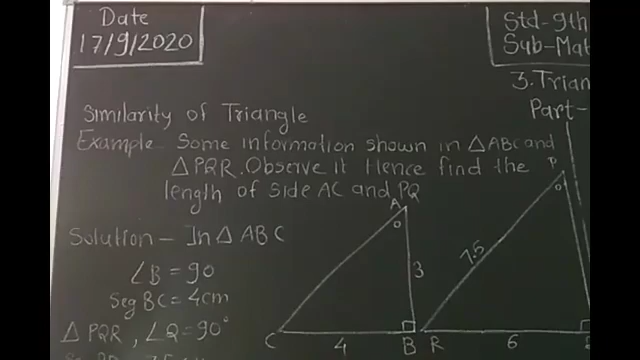 Date
17/9/2020
Std-9th
Sub-Mat
3. Trian
Part-
Similarity of Triangle
Example- Some information shown in △ABC and
△PQR. Observe it Hence find the
length of side AC and PQ
Solution - In △ ABC
∠B = 90
seg BC = 4cm
△ PQR, ∠Q = 90°
A
O
3
C
4
B
P
O
7.5
R
6